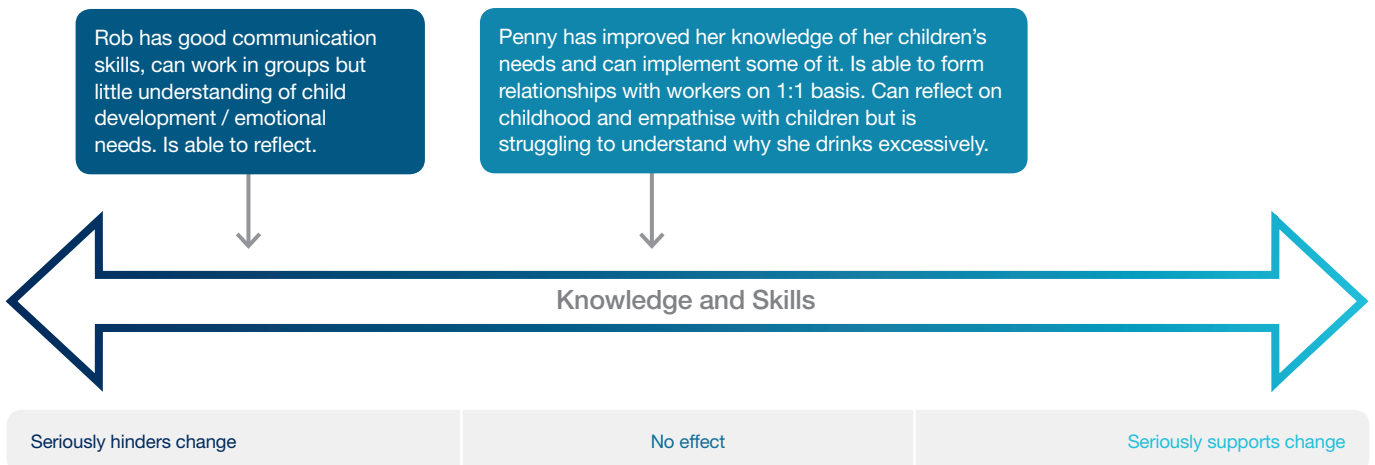 Rob has good communication
skills, can work in groups but
little understanding of child
development / emotional
needs. Is able to reflect.
Penny has improved her knowledge of her children’s
needs and can implement some of it. Is able to form
relationships with workers on 1:1 basis. Can reflect on
childhood and empathise with children but is
struggling to understand why she drinks excessively.
Knowledge and Skills
Seriously hinders change
No effect
Seriously supports change